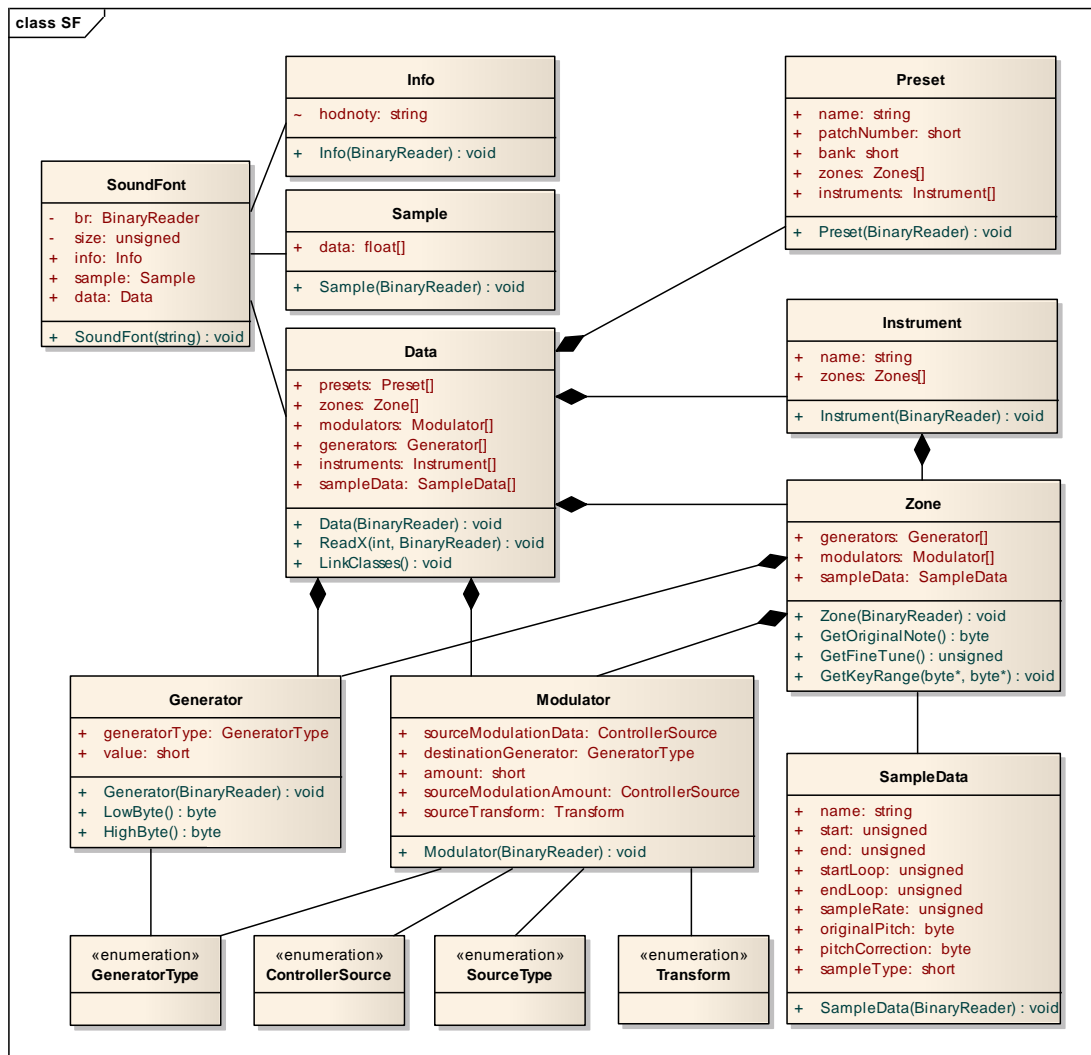 class SF
Info
~ hodnoty: string
+ Info(BinaryReader) : void
Preset
+ name: string
+ patchNumber: short
+ bank: short
+ zones: Zones[]
+ instruments: Instrument[]
+ Preset(BinaryReader) : void
SoundFont
- br: BinaryReader
- size: unsigned
+ info: Info
+ sample: Sample
+ data: Data
+ SoundFont(string) : void
Sample
+ data: float[]
+ Sample(BinaryReader) : void
Data
+ presets: Preset[]
+ zones: Zone[]
+ modulators: Modulator[]
+ generators: Generator[]
+ instruments: Instrument[]
+ sampleData: SampleData[]
+ Data(BinaryReader) : void
+ ReadX(int, BinaryReader) : void
+ LinkClasses() : void
Instrument
+ name: string
+ zones: Zones[]
+ Instrument(BinaryReader) : void
Zone
+ generators: Generator[]
+ modulators: Modulator[]
+ sampleData: SampleData
+ Zone(BinaryReader) : void
+ GetOriginalNote() : byte
+ GetFineTune() : unsigned
+ GetKeyRange(byte*, byte*) : void
Generator
+ generatorType: GeneratorType
+ value: short
+ Generator(BinaryReader) : void
+ LowByte() : byte
+ HighByte() : byte
Modulator
+ sourceModulationData: ControllerSource
+ destinationGenerator: GeneratorType
+ amount: short
+ sourceModulationAmount: ControllerSource
+ sourceTransform: Transform
+ Modulator(BinaryReader) : void
SampleData
+ name: string
+ start: unsigned
+ end: unsigned
+ startLoop: unsigned
+ endLoop: unsigned
+ sampleRate: unsigned
+ originalPitch: byte
+ pitchCorrection: byte
+ sampleType: short
+ SampleData(BinaryReader) : void
«enumeration»
GeneratorType
«enumeration»
ControllerSource
«enumeration»
SourceType
«enumeration»
Transform